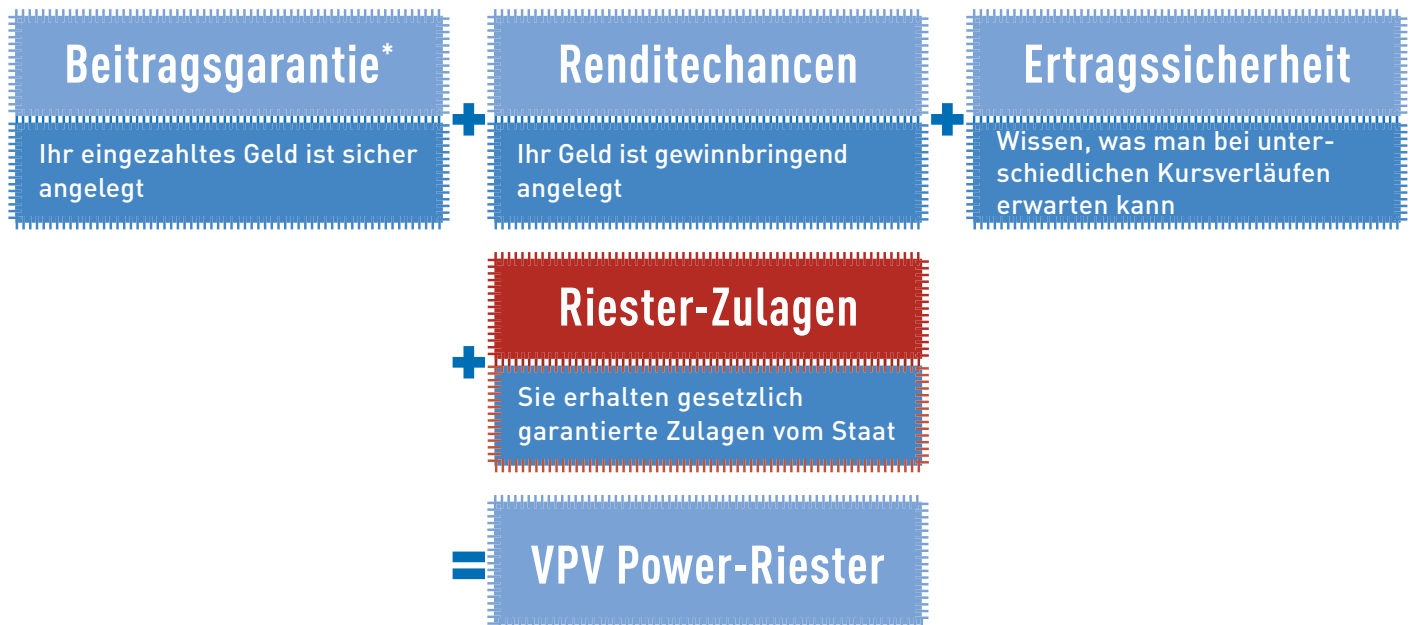 Beitragsgarantie*
Ihr eingezahltes Geld ist sicher
angelegt
+
Renditechancen
Ihr Geld ist gewinnbringend
angelegt
+
Ertragssicherheit
Wissen, was man bei unter-
schiedlichen Kursverläufen
erwarten kann
+
Riester-Zulagen
Sie erhalten gesetzlich
garantierte Zulagen vom Staat
=
VPV Power-Riester